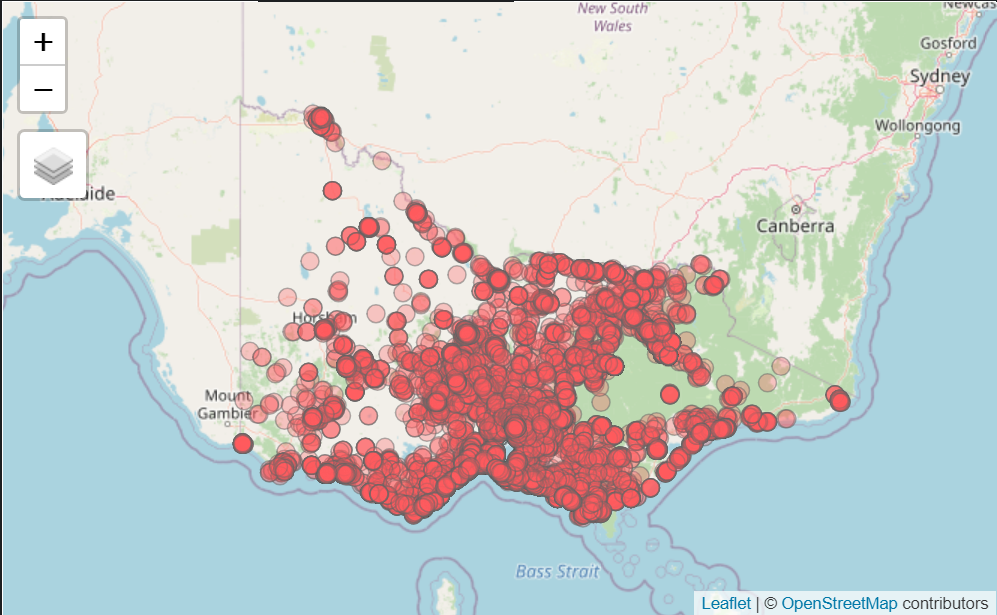 New South
Wales
Newcas
Gosford
Sydney
Wollongong
+
−
Adelaide
Canberra
Horsham
Mount
Gambier
Bass Strait
Leaflet | © OpenStreetMap contributors